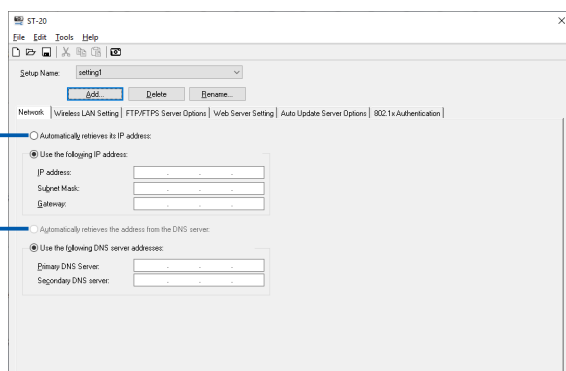 ST-20
File Edit Tools Help
Setup Name: setting1
Add... Delete Rename...
Network Wireless LAN Setting FTP/FTPS Server Options Web Server Setting Auto Update Server Options 802.1x Authentication
Automatically retrieves its IP address:
Use the following IP address:
IP address:
Subnet Mask:
Gateway:
Automatically retrieves the address from the DNS server:
Use the following DNS server addresses:
Primary DNS Server:
Secondary DNS server: